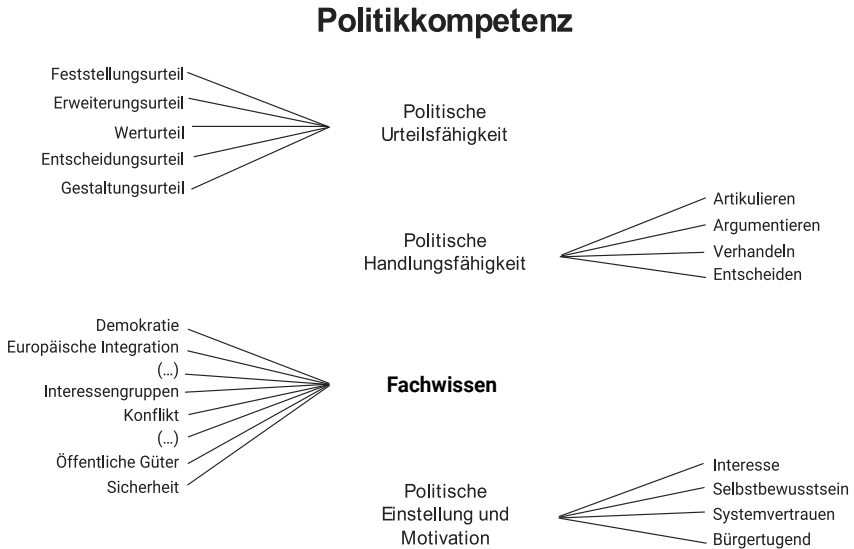 Politikkompetenz
Feststellungsurteil
Erweiterungsurteil
Werturteil
Entscheidungsurteil
Gestaltungsurteil
Politische
Urteilsfähigkeit
Politische
Handlungsfähigkeit
Artikulieren
Argumentieren
Verhandeln
Entscheiden
Demokratie
Europäische Integration
(...)
Interessengruppen
Konflikt
(...)
Öffentliche Güter
Sicherheit
Fachwissen
Politische
Einstellung und
Motivation
Interesse
Selbstbewusstsein
Systemvertrauen
Bürgertugend